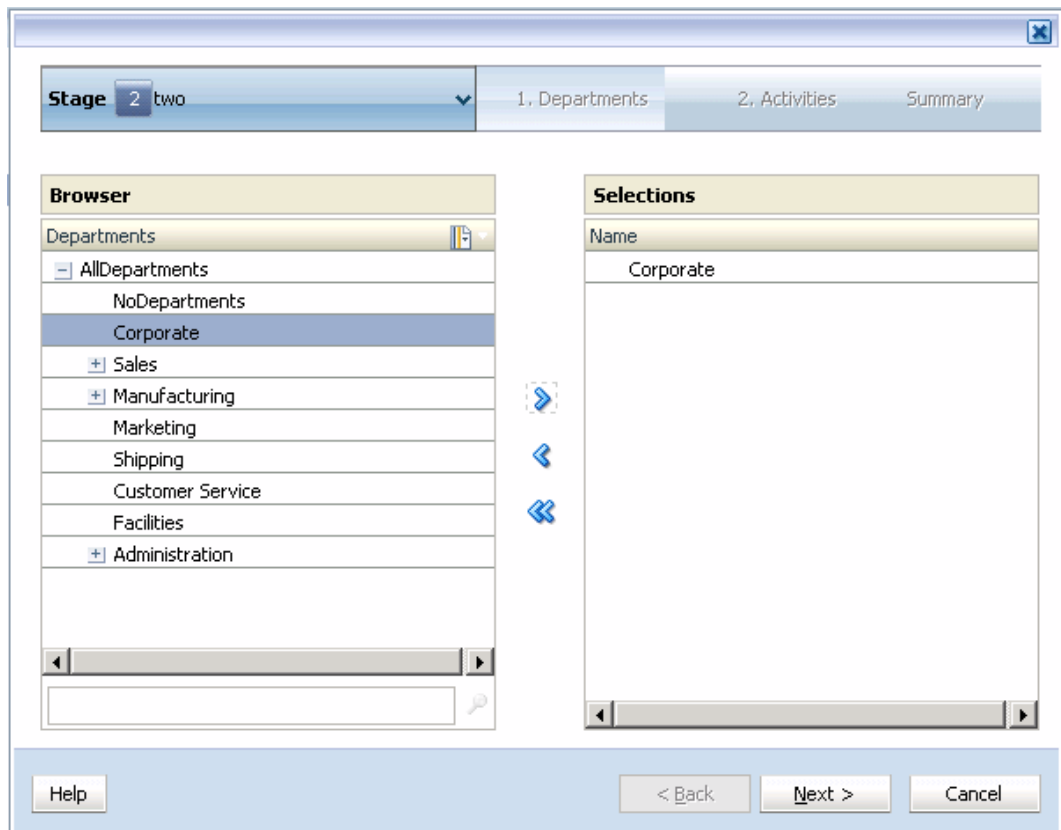 Stage 2 two
1. Departments
2. Activities
Summary
Browser
Departments
AllDepartments
NoDepartments
Corporate
Sales
Manufacturing
Marketing
Shipping
Customer Service
Facilities
Administration
Selections
Name
Corporate
Help
< Back
Next >
Cancel